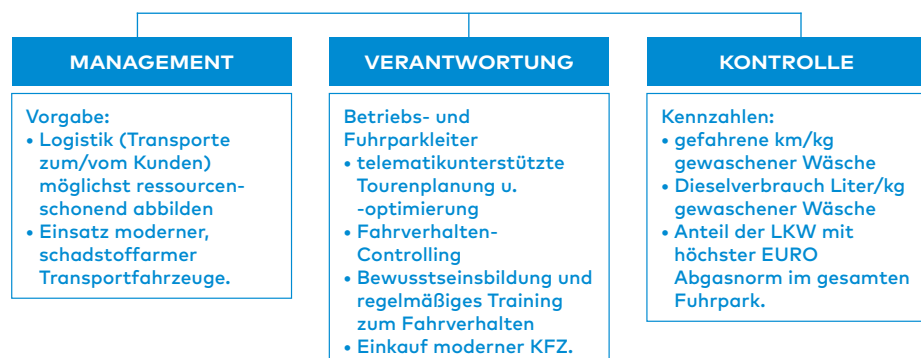 MANAGEMENT
Vorgabe:
• Logistik (Transporte
zum/vom Kunden)
möglichst ressourcen-
schonend abbilden
• Einsatz moderner,
schadstoffarmer
Transportfahrzeuge.
VERANTWORTUNG
Betriebs- und
Fuhrparkleiter
• telematikunterstützte
Tourenplanung u.
-optimierung
• Fahrverhalten-
Controlling
• Bewusstseinsbildung und
regelmäßiges Training
zum Fahrverhalten
• Einkauf moderner KFZ.
KONTROLLE
Kennzahlen:
• gefahrene km/kg
gewaschener Wäsche
• Dieselverbrauch Liter/kg
gewaschener Wäsche
• Anteil der LKW mit
höchster EURO
Abgasnorm im gesamten
Fuhrpark.